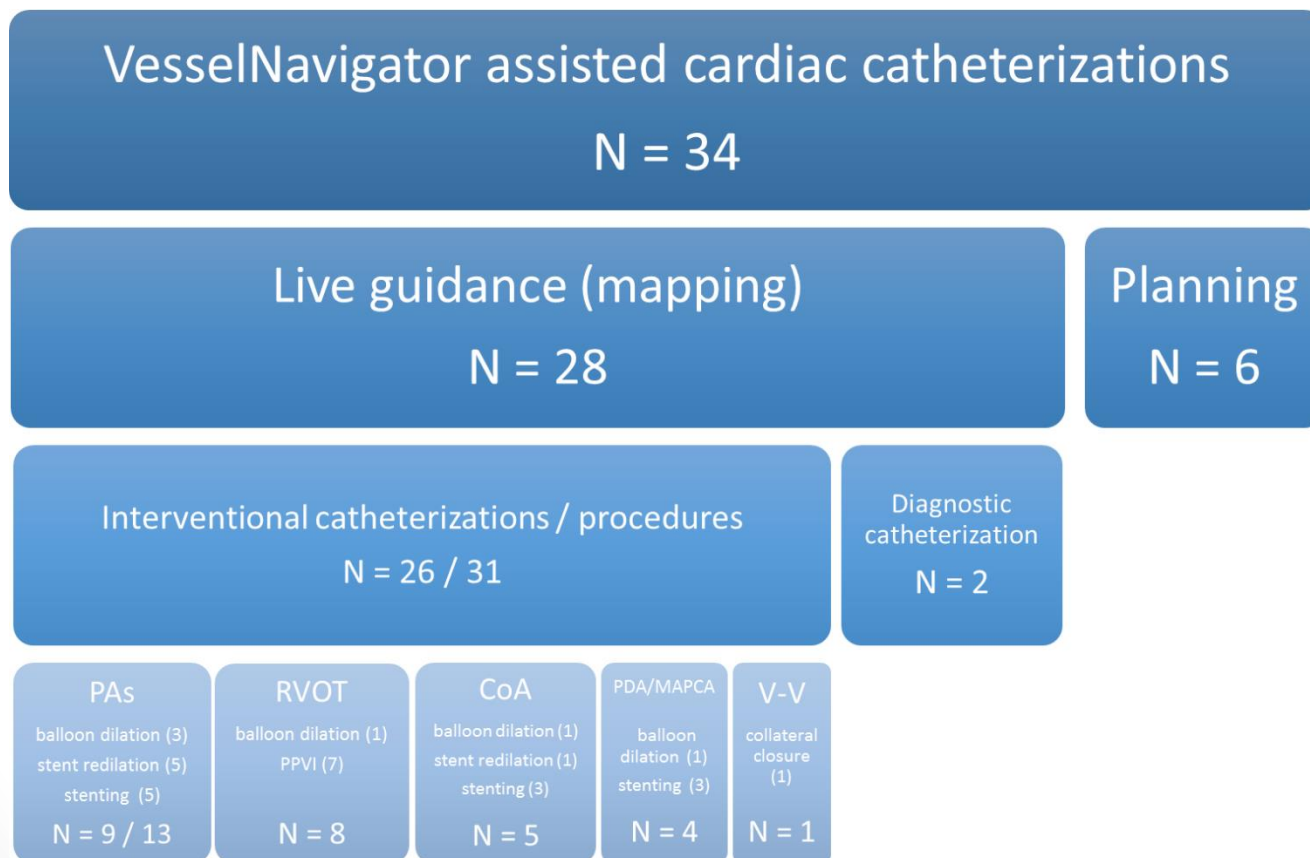 VesselNavigator assisted cardiac catheterizations
N = 34
Live guidance (mapping)
N = 28
Planning
N = 6
Interventional catheterizations / procedures
N = 26 / 31
Diagnostic
catheterization
N = 2
PAs
balloon dilation (3)
stent redilation (5)
stenting (5)
N = 9 / 13
RVOT
balloon dilation (1)
PPVI (7)
N = 8
CoA
balloon dilation (1)
stent redilation (1)
stenting (3)
N = 5
PDA/MAPCA
balloon
dilation (1)
stenting (3)
N = 4
V-V
collateral
closure
(1)
N = 1